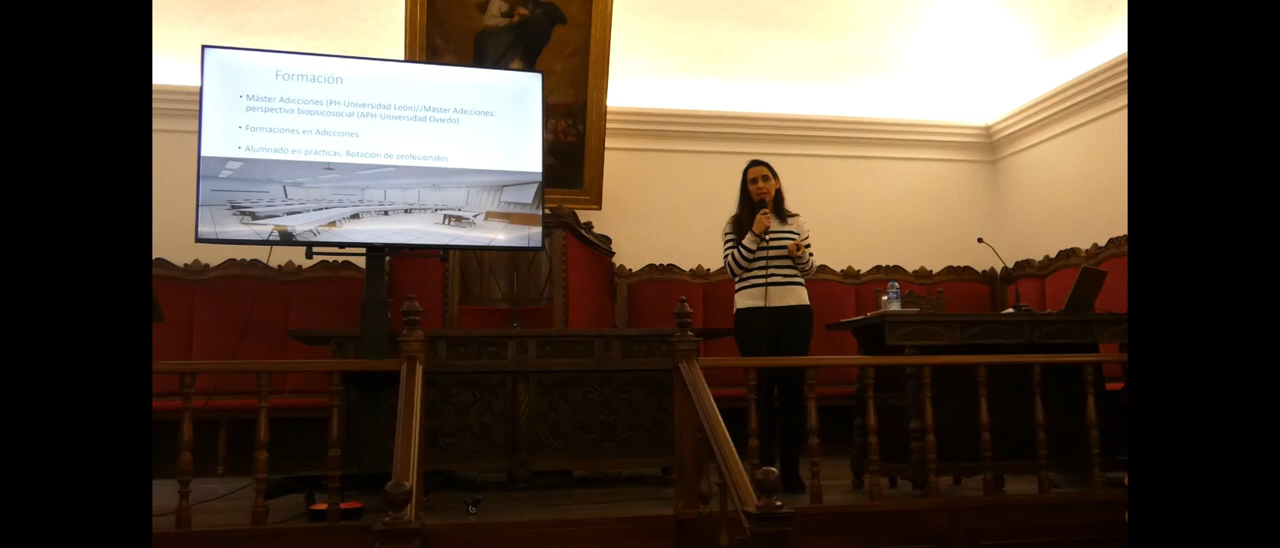 Formación
• Máster Adicciones (PH-Universidad León)//Máster Adicciones:
perspectiva biopsicosocial (APH-Universidad Oviedo)
• Formaciones en Adicciones
• Alumnado en prácticas, Rotación de profesionales